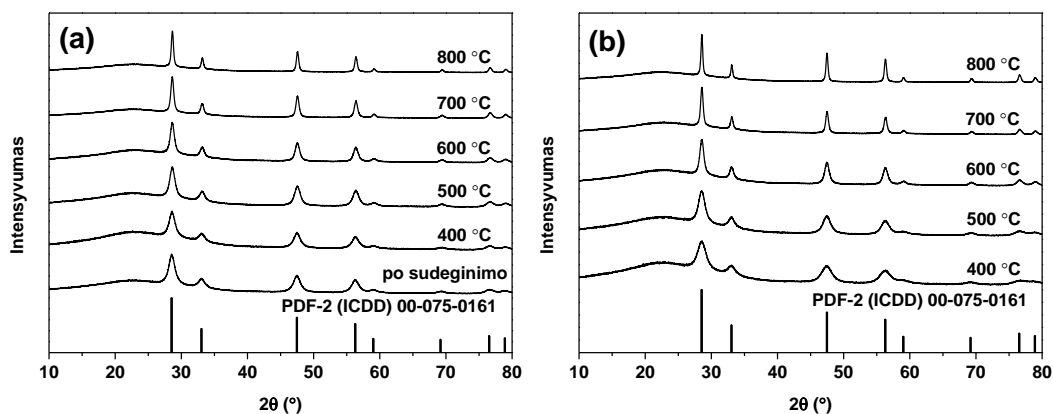 (a)
800 °C
700 °C
600 °C
500 °C
400 °C
po sudeginimo
PDF-2 (ICDD) 00-075-0161
10 20 30 40 50 60 70 80
2θ (°)
Intensyvumas
(b)
800 °C
700 °C
600 °C
500 °C
400 °C
PDF-2 (ICDD) 00-075-0161
10 20 30 40 50 60 70 80
2θ (°)
Intensyvumas